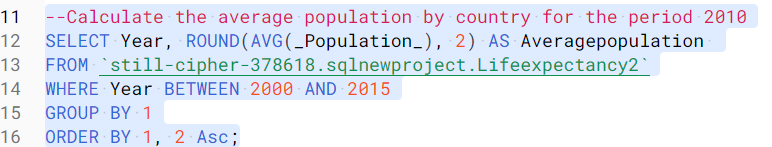 11 --Calculate the average population by country for the period 2010
12 SELECT Year, ROUND(AVG(_Population_), 2) AS Averagepopulation
13 FROM `still-cipher-378618.sqlnewproject.Lifeexpectancy2`
14 WHERE Year BETWEEN 2000 AND 2015
15 GROUP BY 1
16 ORDER BY 1, 2 Asc;